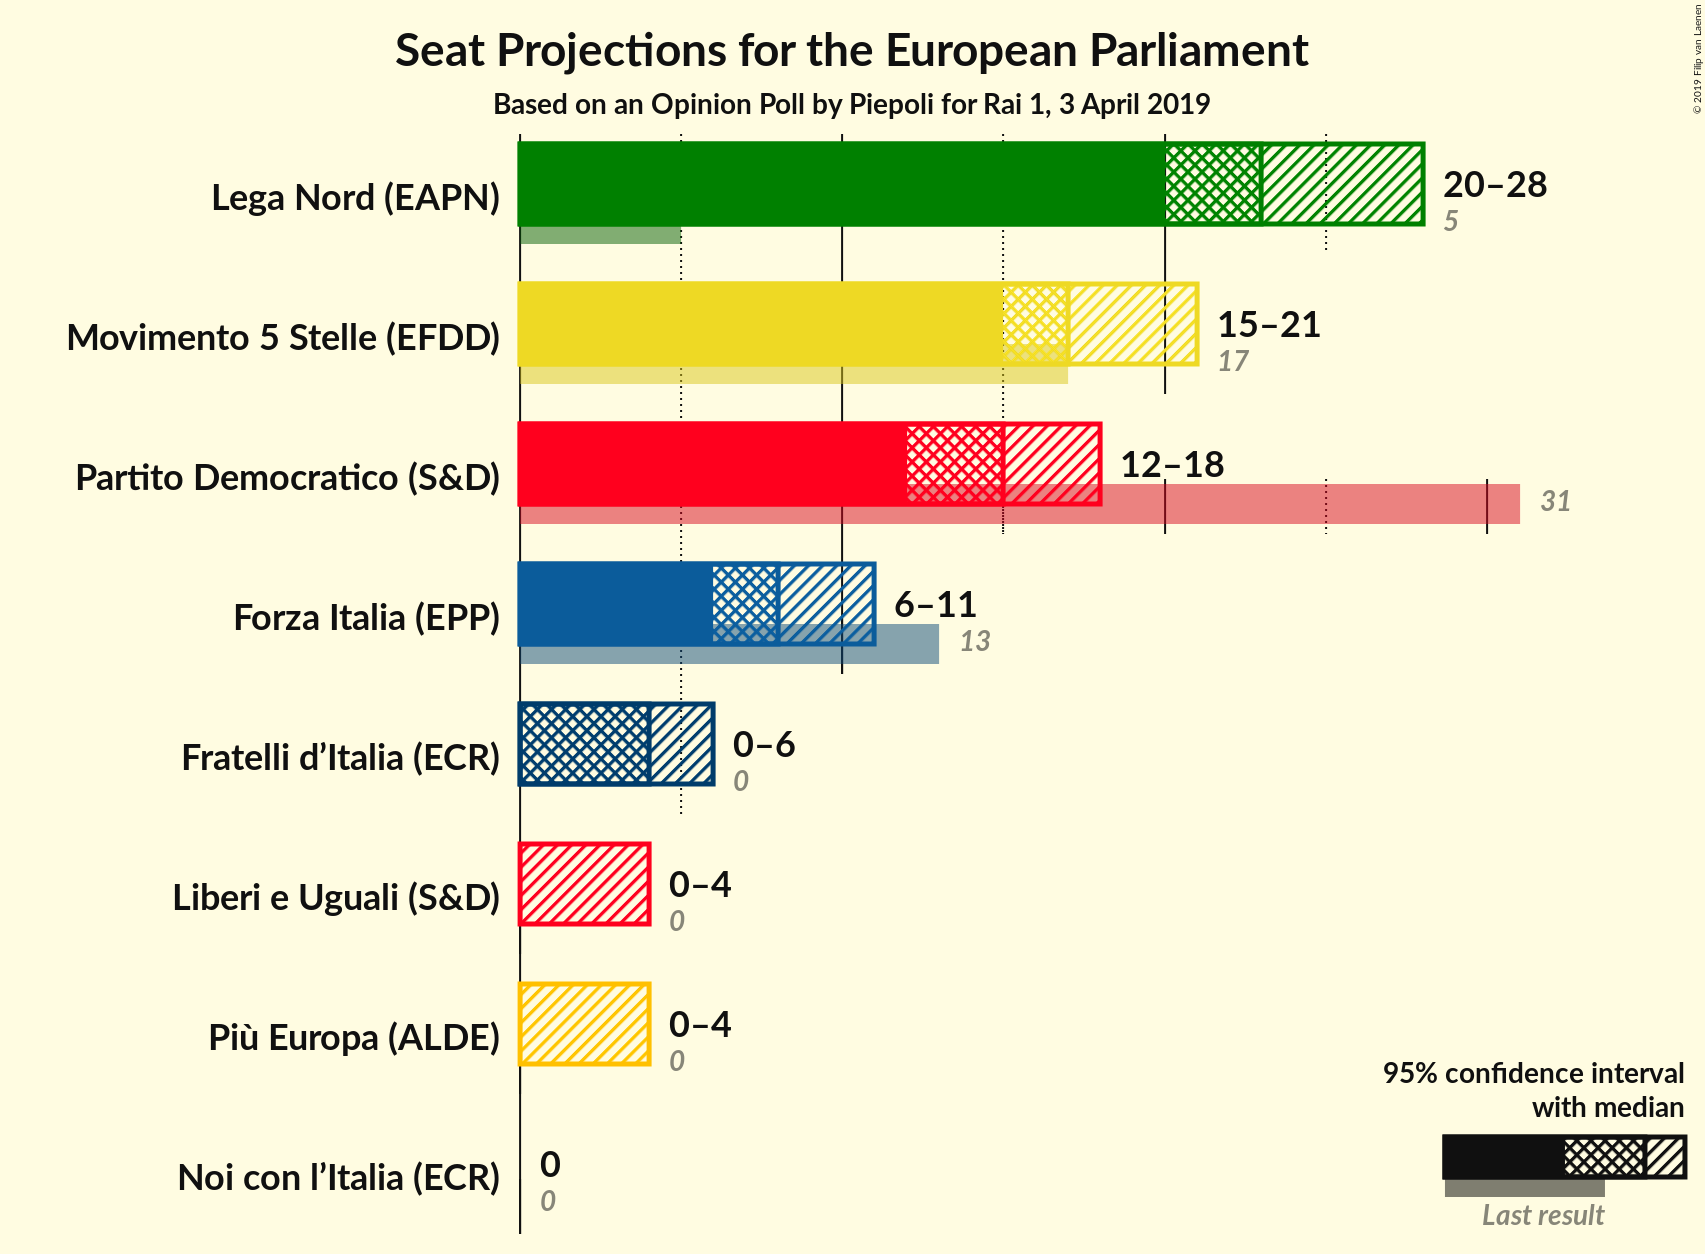 Seat Projections for the European Parliament
Based on an Opinion Poll by Piepoli for Rai 1, 3 April 2019
© 2019 Filip van Laenen
Lega Nord (EAPN)
20–28
5
Movimento 5 Stelle (EFDD)
15–21
17
Partito Democratico (S&D)
12–18
31
Forza Italia (EPP)
6–11
13
Fratelli d’Italia (ECR)
0–6
0
Liberi e Uguali (S&D)
0–4
0
Più Europa (ALDE)
0–4
0
Noi con l’Italia (ECR)
0
0
95% confidence interval
with median
Last result